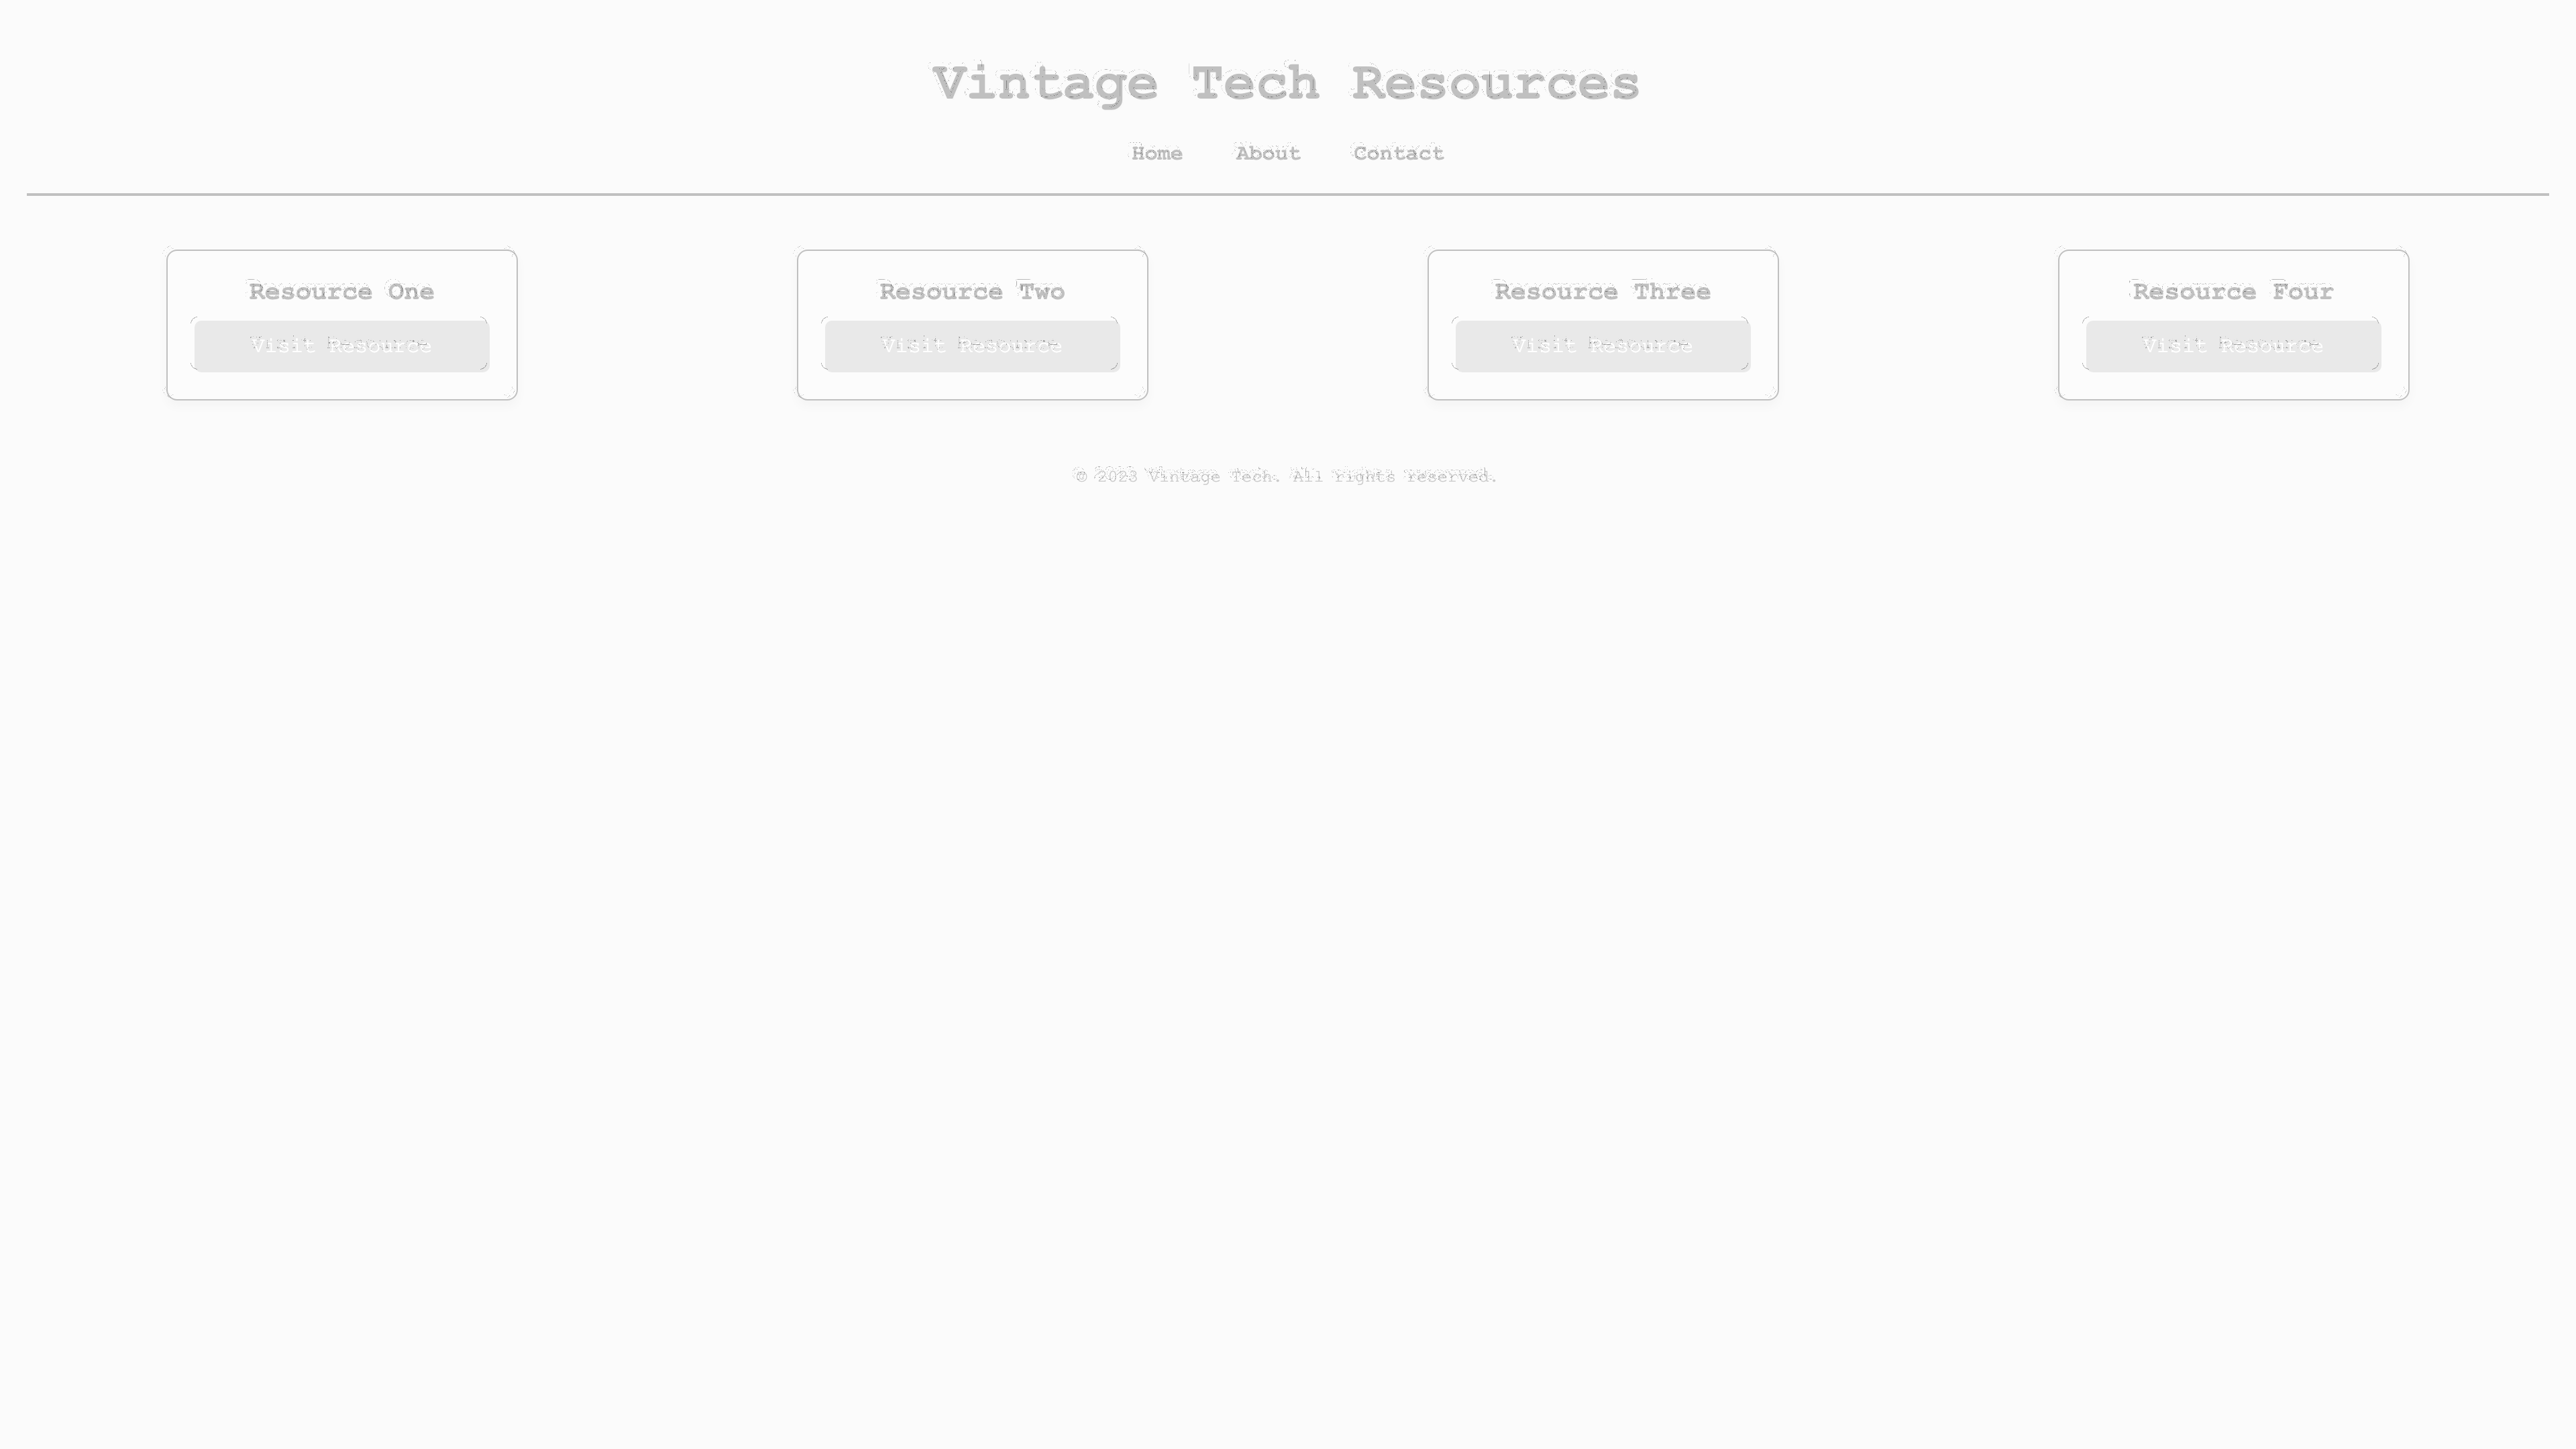 Vintage Tech Resources
Home About Contact
Resource One Resource Two Resource Three Resource Four
Visit Resource Visit Resource Visit Resource Visit Resource
© 2023 Vintage Tech. All rights reserved.